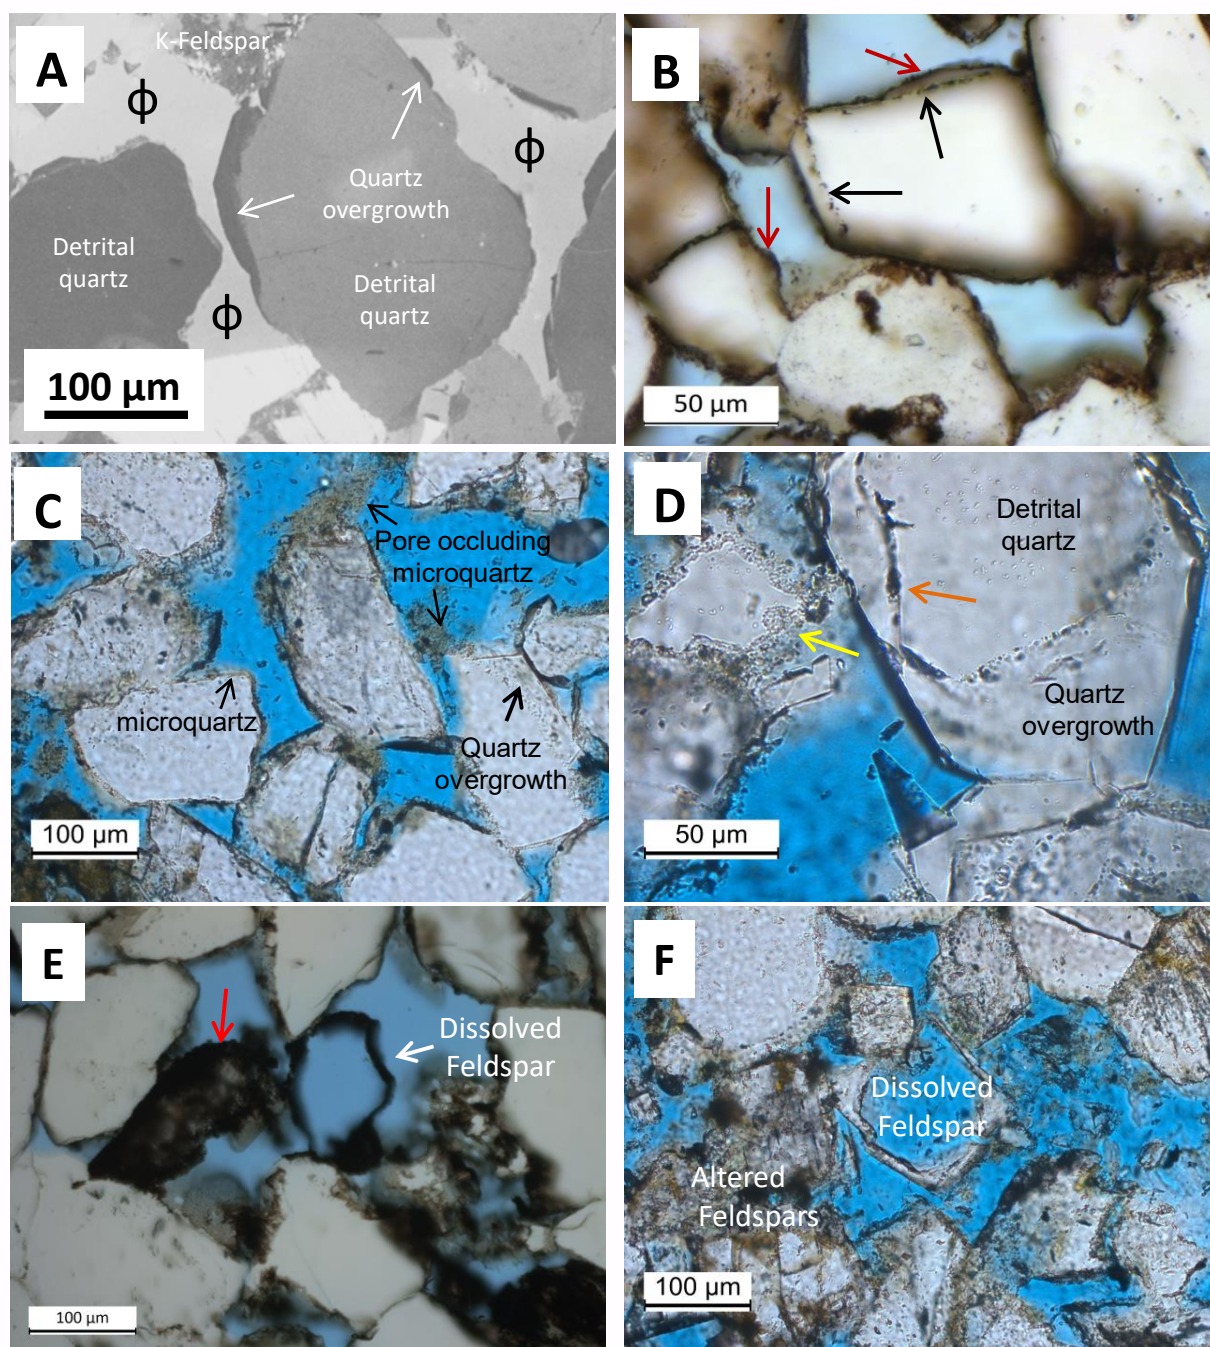 A
K-Feldspar
ϕ
ϕ
Quartz
overgrowth
Detrital
quartz
Detrital
quartz
ϕ
100 µm
B
50 µm
C
Pore occluding
microquartz
microquartz
Quartz
overgrowth
100 µm
D
Detrital
quartz
Quartz
overgrowth
50 µm
E
Dissolved
Feldspar
100 µm
F
Dissolved
Feldspar
Altered
Feldspars
100 µm